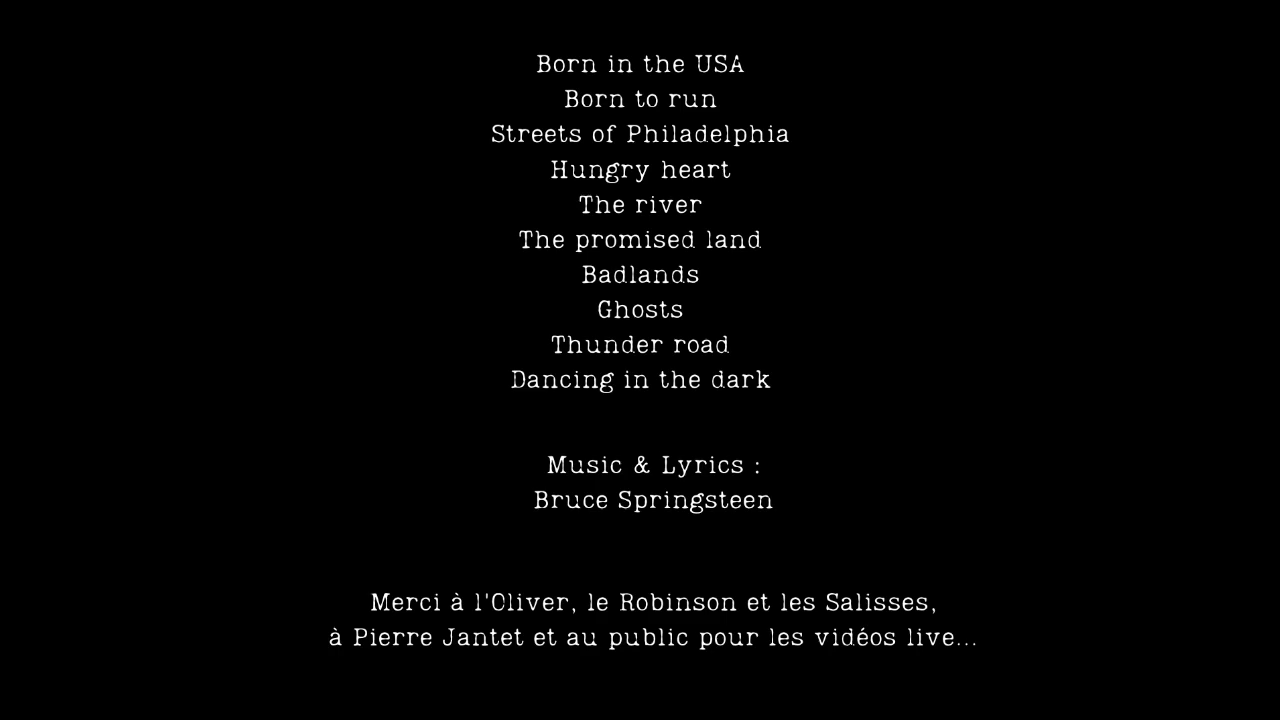 Born in the USA
Born to run
Streets of Philadelphia
Hungry heart
The river
The promised land
Badlands
Ghosts
Thunder road
Dancing in the dark
Music & Lyrics :
Bruce Springsteen
Merci à l'Oliver, le Robinson et les Salisses,
à Pierre Jantet et au public pour les vidéos live...